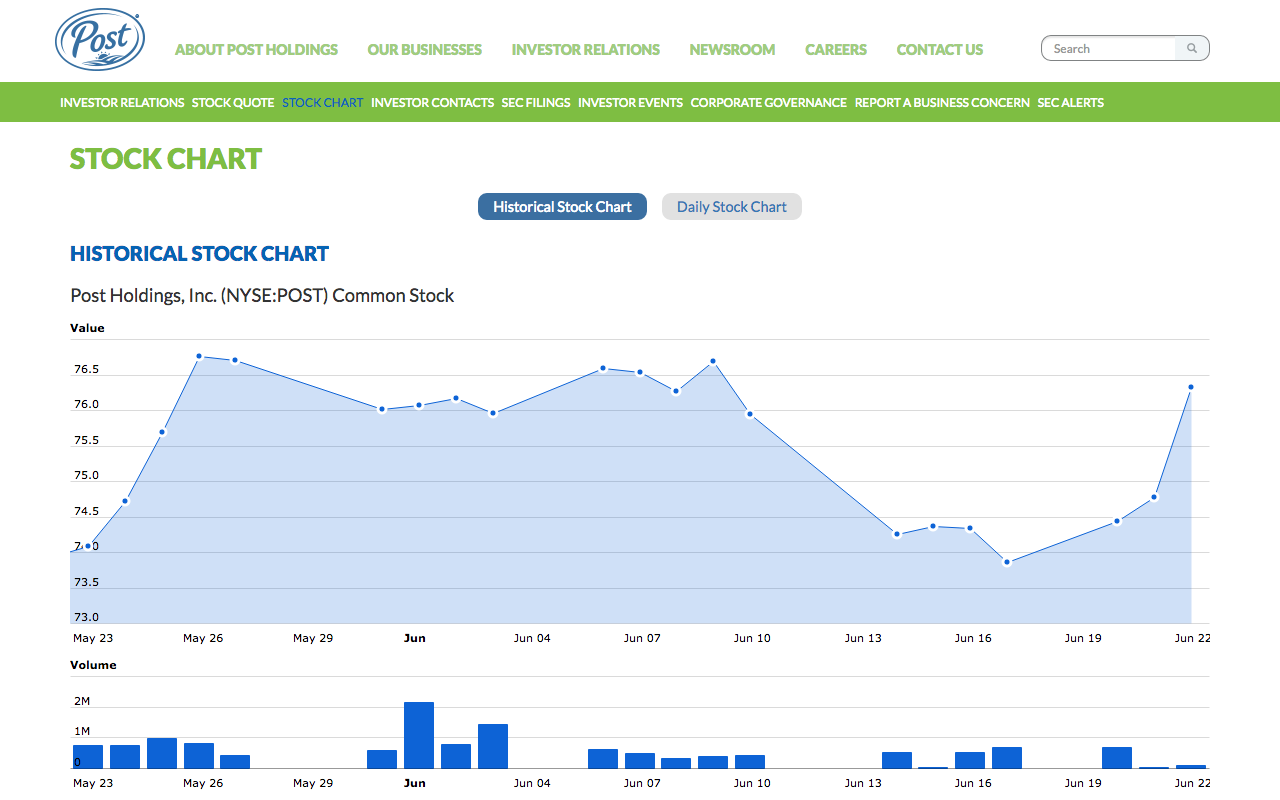 Post
ABOUT POST HOLDINGS OUR BUSINESSES INVESTOR RELATIONS NEWSROOM CAREERS CONTACT US Search
INVESTOR RELATIONS STOCK QUOTE STOCK CHART INVESTOR CONTACTS SEC FILINGS INVESTOR EVENTS CORPORATE GOVERNANCE REPORT A BUSINESS CONCERN SEC ALERTS
STOCK CHART
Historical Stock Chart Daily Stock Chart
HISTORICAL STOCK CHART
Post Holdings, Inc. (NYSE:POST) Common Stock
Value
76.5
76.0
75.5
75.0
74.5
74.0
73.5
73.0
May 23 May 26 May 29 Jun Jun 04 Jun 07 Jun 10 Jun 13 Jun 16 Jun 19 Jun 22
Volume
2M
1M
0
May 23 May 26 May 29 Jun Jun 04 Jun 07 Jun 10 Jun 13 Jun 16 Jun 19 Jun 22